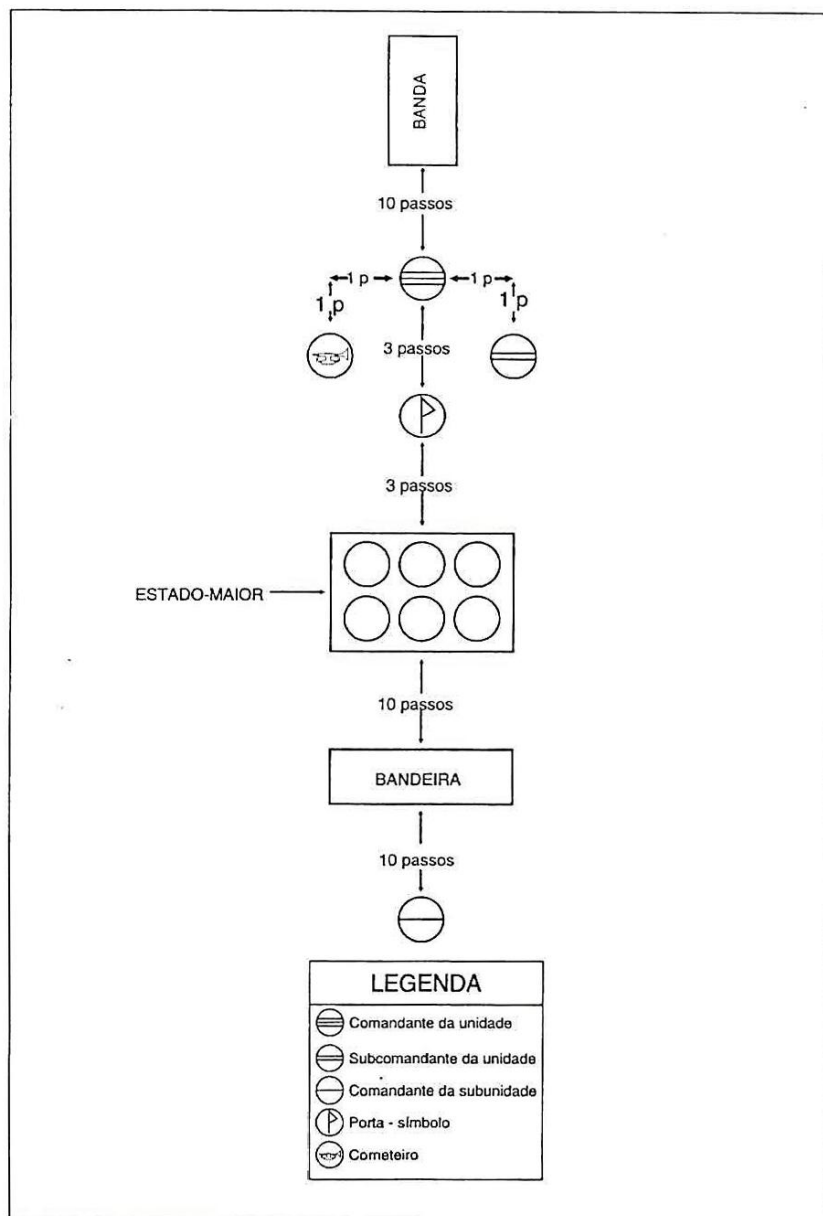 BANDA
10 passos
1 p
1 p
1 p
1 p
3 passos
3 passos
ESTADO-MAIOR
10 passos
BANDEIRA
10 passos
LEGENDA
Comandante da unidade
Subcomandante da unidade
Comandante da subunidade
Porta - símbolo
Corneteiro